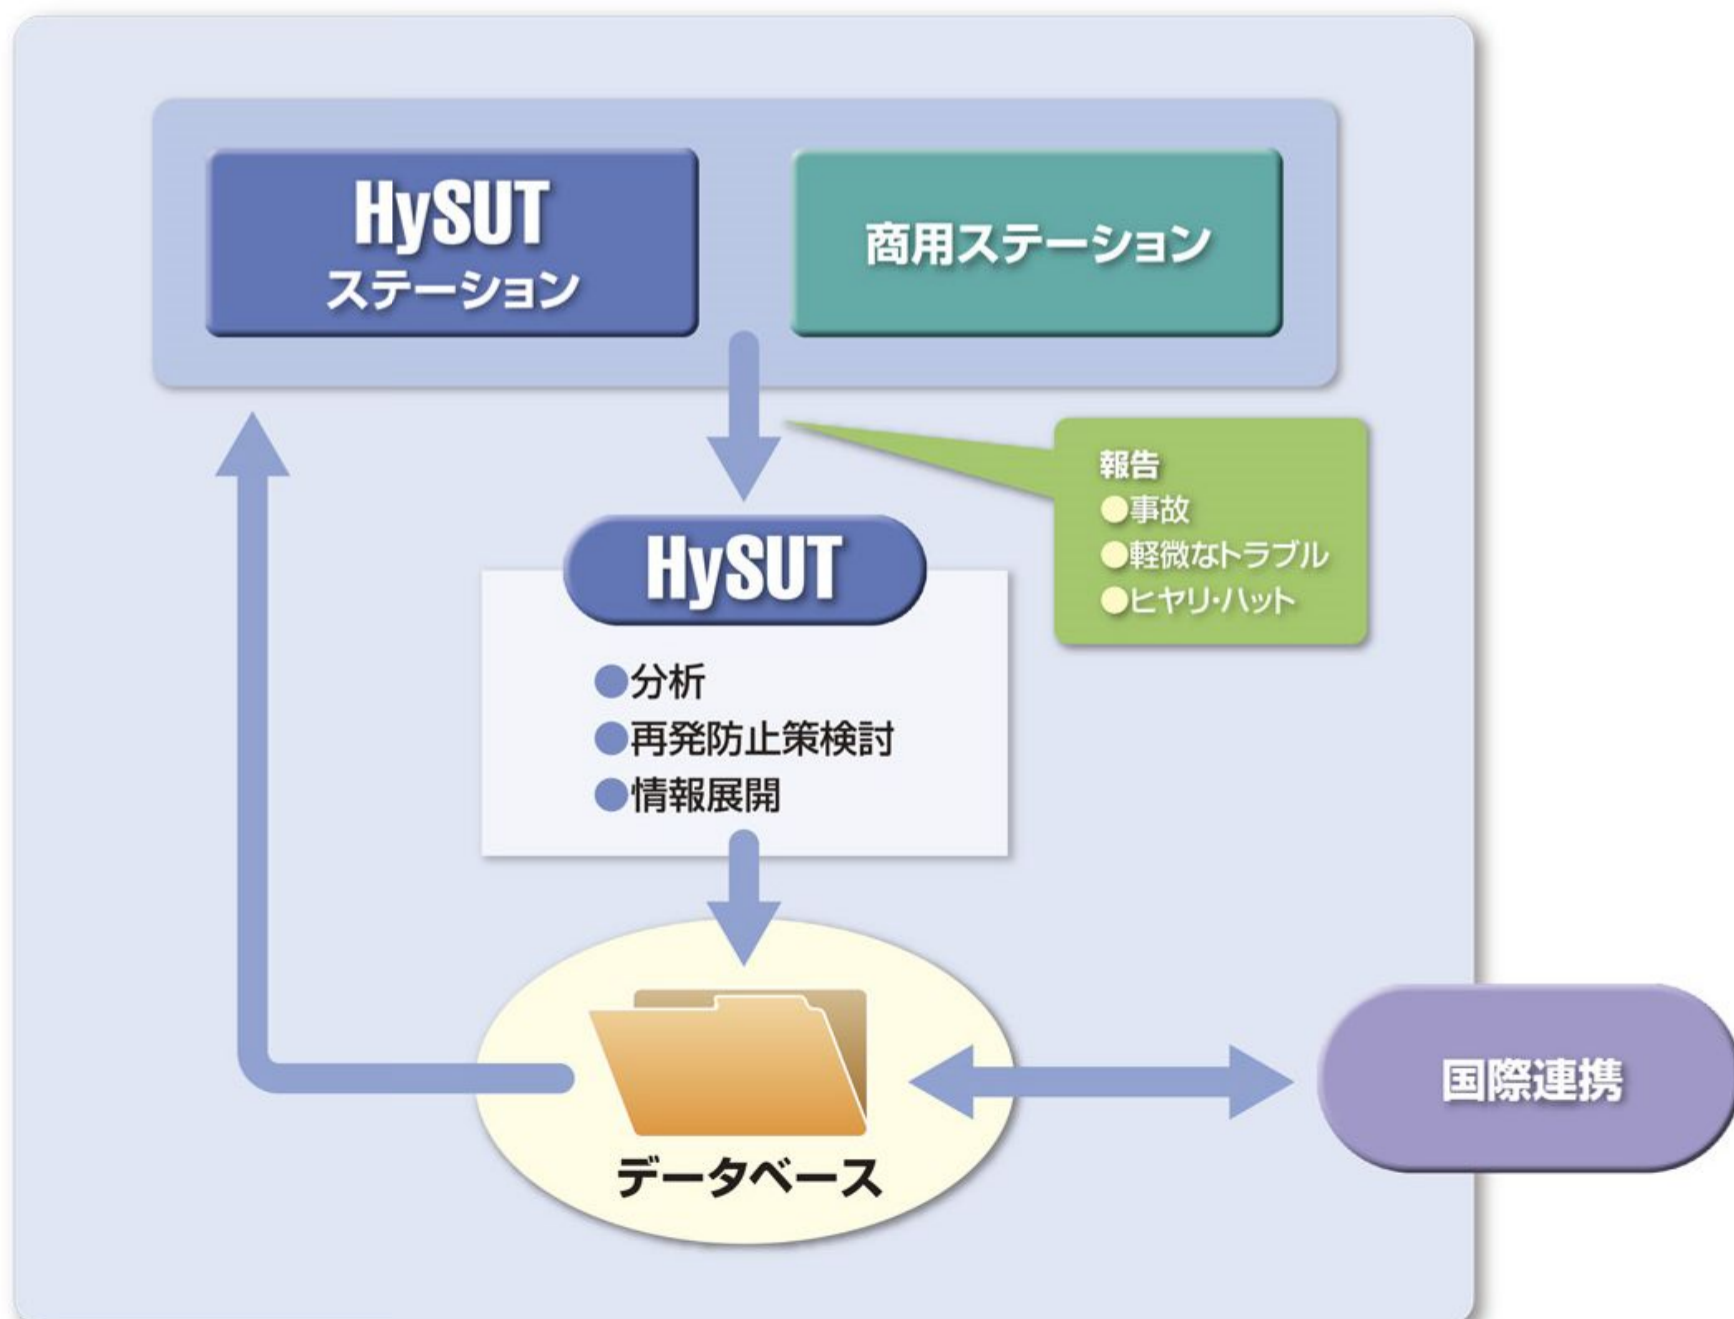 HySUT
ステーション
商用ステーション
報告
●事故
●軽微なトラブル
●ヒヤリ・ハット
HySUT
●分析
●再発防止策検討
●情報展開
データベース
国際連携